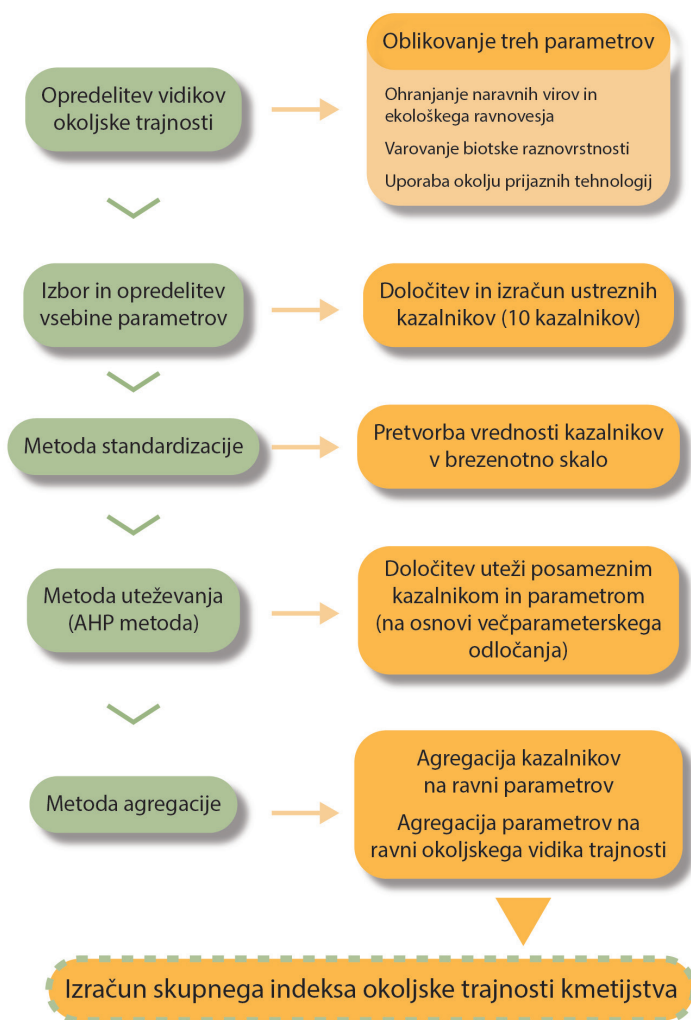 Opredelitev vidikov
okoljske trajnosti
Oblikovanje treh parametrov
Ohranjanje naravnih virov in
ekološkega ravnovesja
Varovanje biotske raznovrstnosti
Uporaba okolju prijaznih tehnologij
Izbor in opredelitev
vsebine parametrov
Določitev in izračun ustreznih
kazalnikov (10 kazalnikov)
Metoda standardizacije
Pretvorba vrednosti kazalnikov
v brezenotno skalo
Metoda uteževanja
(AHP metoda)
Določitev uteži posameznim
kazalnikom in parametrom
(na osnovi večparameterskega
odločanja)
Metoda agregacije
Agregacija kazalnikov
na ravni parametrov
Agregacija parametrov na
ravni okoljskega vidika trajnosti
Izračun skupnega indeksa okoljske trajnosti kmetijstva